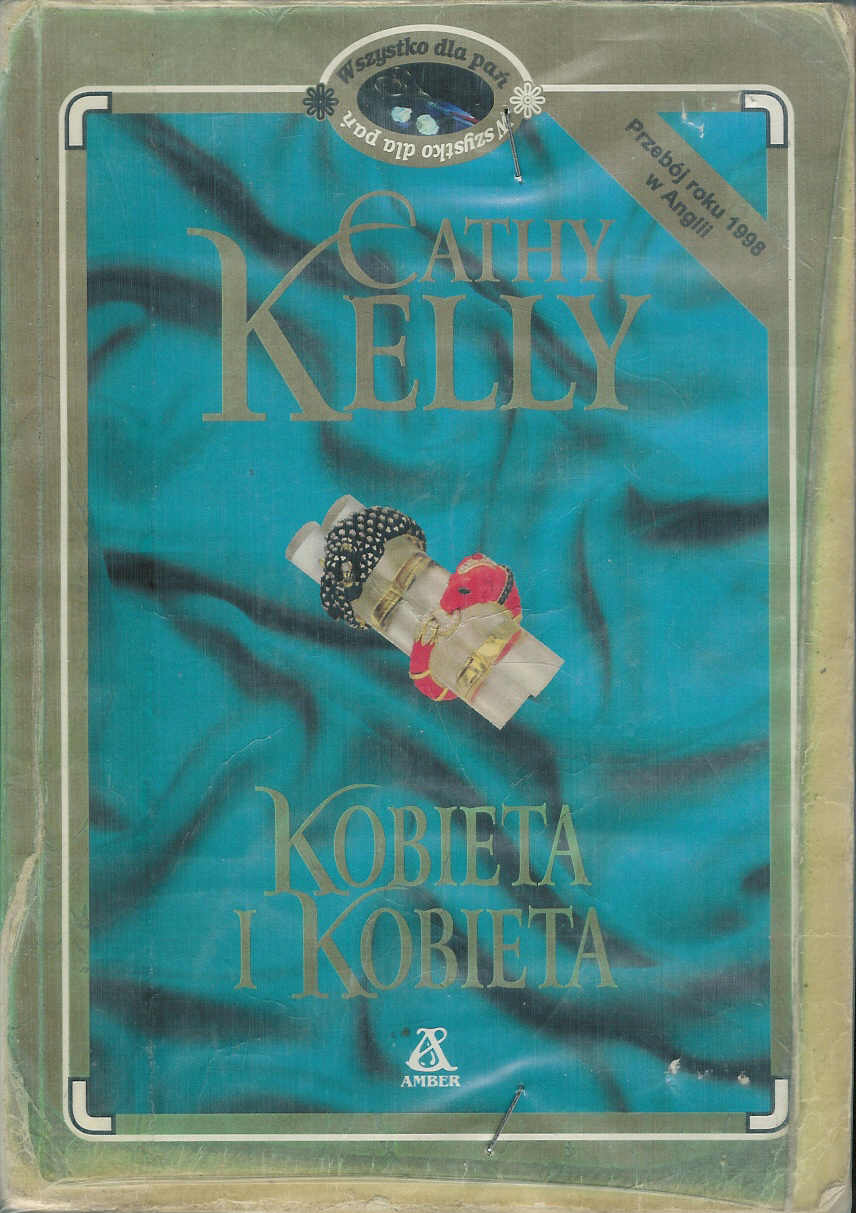 Wszystko dla pań
Wszystko dla pań
Przebój roku 1998
w Anglii
CATHY
KELLY
KOBIETA
I KOBIETA
AMBER